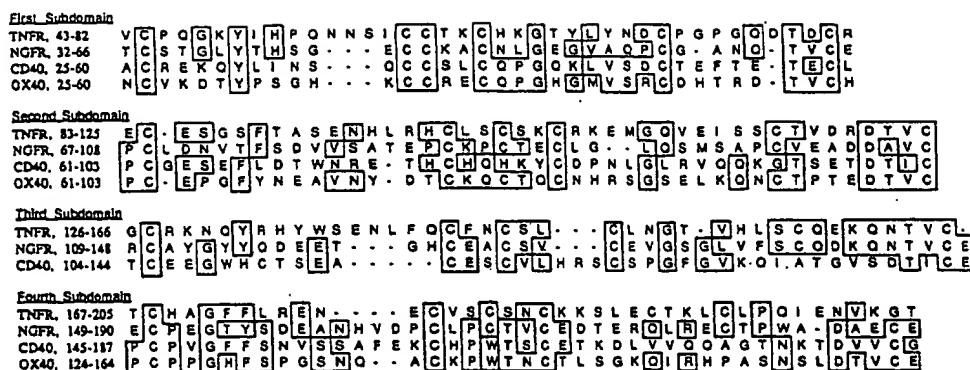 First Subdomain
TNFR, 43-82 V C P Q G K Y I H P Q N N S I C C T K C H K G T Y L Y N D C P G P G Q D T D C R
NGFR, 32-66 T C S T G L Y T H S G - - - E C C K A C N L G E G V A Q P C G - A N Q - T V C E
CD40, 25-60 A C R E K Q Y L I N S - - - Q C C S L C Q P G Q K L V S D C T E F T E - T E C L
OX40, 25-60 N C V K D T Y P S G H - - - K C C R E C Q P G H G M V S R C D H T R D - T V C H
Second Subdomain
TNFR, 83-125 E C - E S G S F T A S E N H L R H C L S C S K C R K E M G Q V E I S S C T V D R D T V C
NGFR, 67-108 P C L D N V T F S D V V S A T E P C K P C T E C L G - L Q S M S A P C V E A D D A V C
CD40, 61-103 P C G E S E F L D T W N R E - T H C H Q H K Y C D P N L G L R V Q Q K G T S E T D T I C
OX40, 61-103 P C - E P G F Y N E A V N Y - D T C K Q C T Q C N H R S G S E L K Q N C T P T E D T V C
Third Subdomain
TNFR, 126-166 G C R K N Q Y R H Y W S E N L F Q C F N C S L - - C L N G T - V H L S C Q E K Q N T V C -
NGFR, 109-148 R C A Y G Y Y Q D E E T - - G H C E A C S V - - C E V G S G L V F S C Q D K Q N T V C E
CD40, 104-144 T C E E G W H C T S E A - - - - C E S C V L H R S C S P G F G V K Q I . A T G V S D T T C E
Fourth Subdomain
TNFR, 167-205 T C H A G F F L R E N - - - - E C V S C S N C K K S L E C T K L C L P Q I E N V K G T
NGFR, 149-190 E C P E G T Y S D E A N H V D P C L P C T V C E D T E R Q L R E C T P W A - D A E C E
CD40, 145-187 P C P V G F F S N V S S A F E K C H P W T S C E T K D L V V Q Q A G T N K T D V V C G
OX40, 124-164 P C P P G H F S P G S N Q - A C K P W T N C T L S G K Q I R H P A S N S L D T V C E